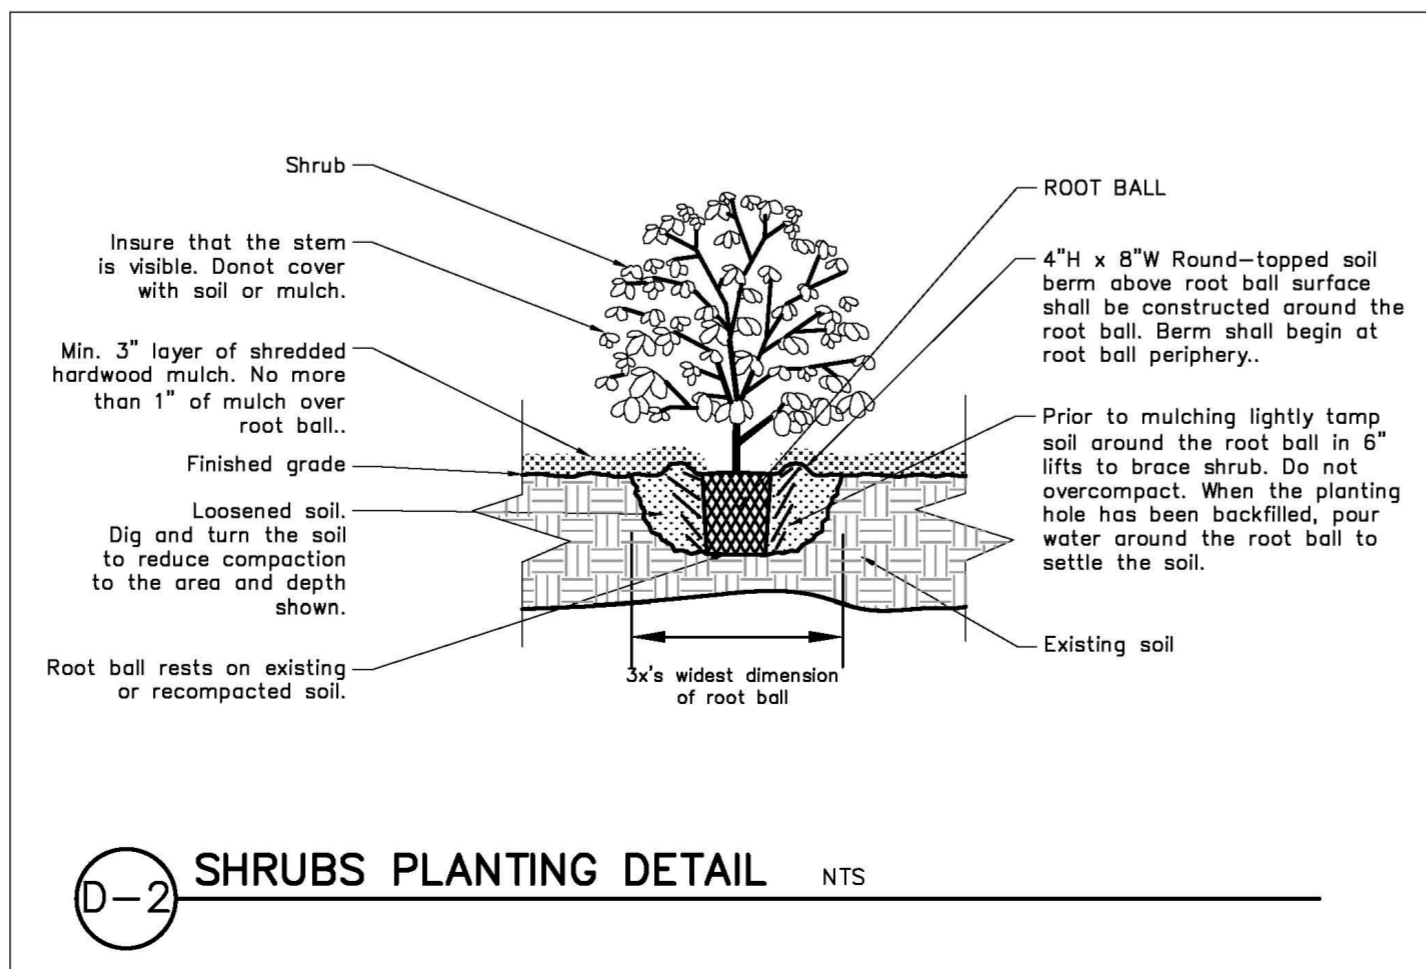 Shrub
Insure that the stem
is visible. Donot cover
with soil or mulch.
Min. 3" layer of shredded
hardwood mulch. No more
than 1" of mulch over
root ball..
Finished grade
Loosened soil.
Dig and turn the soil
to reduce compaction
to the area and depth
shown.
Root ball rests on existing
or recompacted soil.
3x's widest dimension
of root ball
ROOT BALL
4"H x 8"W Round-topped soil
berm above root ball surface
shall be constructed around the
root ball. Berm shall begin at
root ball periphery..
Prior to mulching lightly tamp
soil around the root ball in 6"
lifts to brace shrub. Do not
overcompact. When the planting
hole has been backfilled, pour
water around the root ball to
settle the soil.
Existing soil
D-2
SHRUBS PLANTING DETAIL NTS